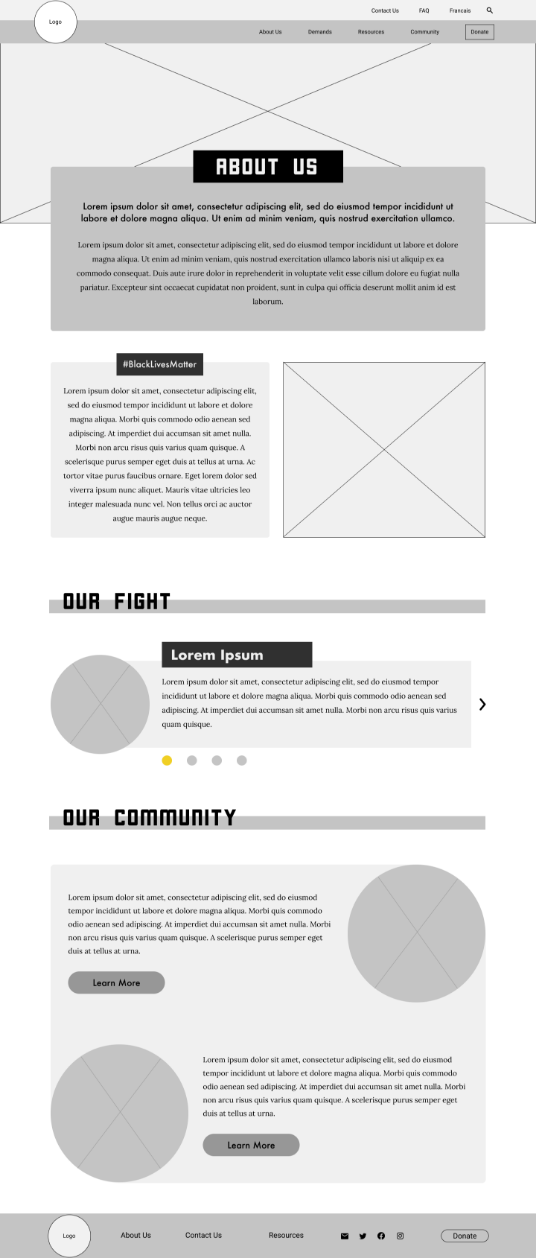 Logo
Contact Us FAQ Francais
About Us Demands Resources Community Donate
ABOUT US
Lorem ipsum dolor sit amet, consectetur adipiscing elit, sed do eiusmod tempor incididunt ut
labore et dolore magna aliqua. Ut enim ad minim veniam, quis nostrud exercitation ullamco.
Lorem ipsum dolor sit amet, consectetur adipiscing elit, sed do eiusmod tempor incididunt ut labore et dolore
magna aliqua. Ut enim ad minim veniam, quis nostrud exercitation ullamco laboris nisi ut aliquip ex ea
commodo consequat. Duis aute irure dolor in reprehenderit in voluptate velit esse cillum dolore eu fugiat nulla
pariatur. Excepteur sint occaecat cupidatat non proident, sunt in culpa qui officia deserunt mollit anim id est
laborum.
#BlackLivesMatter
Lorem ipsum dolor sit amet, consectetur adipiscing elit,
sed do eiusmod tempor incididunt ut labore et dolore
magna aliqua. Morbi quis commodo odio aenean sed
adipiscing. At imperdiet dui accumsan sit amet nulla.
Morbi non arcu risus quis varius quam quisque. A
scelerisque purus semper eget duis at tellus at urna. Ac
tortor vitae purus faucibus ornare. Eget lorem dolor sed
viverra ipsum nunc aliquet. Mauris vitae ultricies leo
integer malesuada nunc vel. Non tellus orci ac auctor
augue mauris augue neque.
OUR FIGHT
Lorem Ipsum
Lorem ipsum dolor sit amet, consectetur adipiscing elit, sed do eiusmod tempor
incididunt ut labore et dolore magna aliqua. Morbi quis commodo odio aenean sed
adipiscing. At imperdiet dui accumsan sit amet nulla. Morbi non arcu risus quis varius
quam quisque.
OUR COMMUNITY
Lorem ipsum dolor sit amet, consectetur adipiscing elit, sed do eiusmod
tempor incididunt ut labore et dolore magna aliqua. Morbi quis commodo
odio aenean sed adipiscing. At imperdiet dui accumsan sit amet nulla. Morbi
non arcu risus quis varius quam quisque. A scelerisque purus semper eget
duis at tellus at urna.
Learn More
Lorem ipsum dolor sit amet, consectetur adipiscing elit, sed do eiusmod
tempor incididunt ut labore et dolore magna aliqua. Morbi quis commodo
odio aenean sed adipiscing. At imperdiet dui accumsan sit amet nulla. Morbi
non arcu risus quis varius quam quisque. A scelerisque purus semper eget
duis at tellus at urna.
Learn More
Logo About Us Contact Us Resources Donate